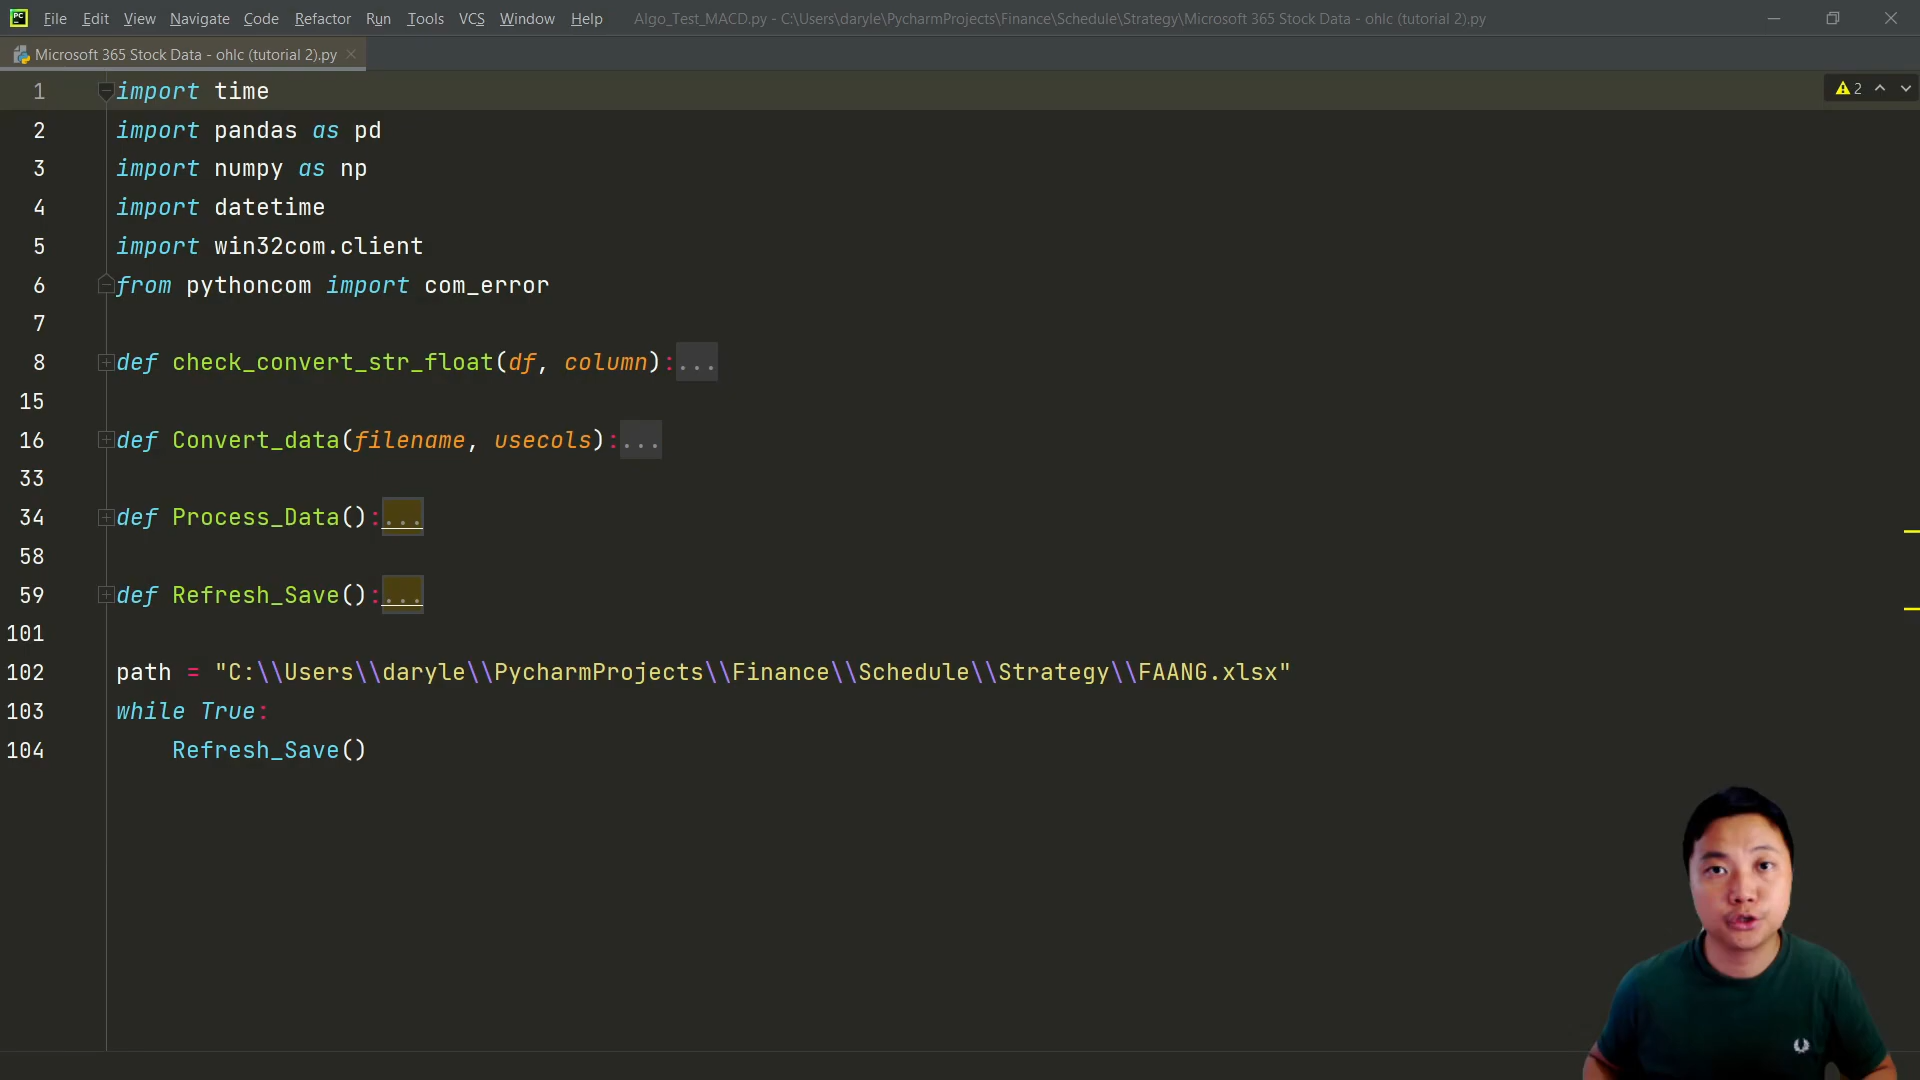 File Edit View Navigate Code Refactor Run Tools VCS Window Help Algo_Test_MACD.py - C:\Users\daryle\PycharmProjects\Finance\Schedule\Strategy\Microsoft 365 Stock Data - ohlc (tutorial 2).py
Microsoft 365 Stock Data - ohlc (tutorial 2).py
1 import time
2
2 import pandas as pd
3 import numpy as np
4 import datetime
5 import win32com.client
6 from pythoncom import com_error
7
8 def check_convert_str_float(df, column):...
15
16 def Convert_data(filename, usecols):...
33
34 def Process_Data():...
58
59 def Refresh_Save():...
101
102 path = "C:\\Users\\daryle\\PycharmProjects\\Finance\\Schedule\\Strategy\\FAANG.xlsx"
103 while True:
104 Refresh_Save()